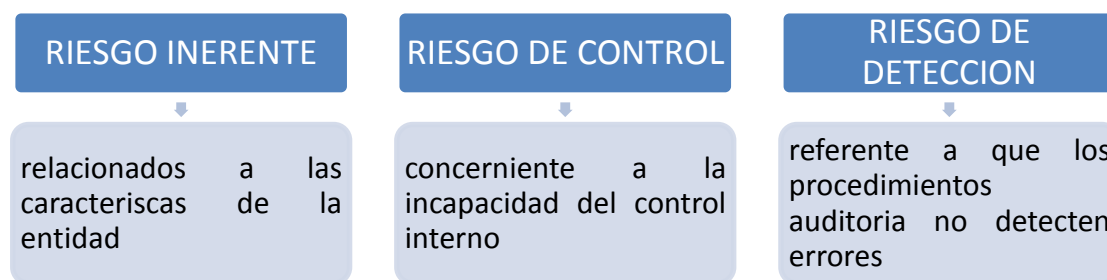 RIESGO INERENTE
relacionados a las
caracteriscas de la
entidad
RIESGO DE CONTROL
concerniente a la
incapacidad del control
interno
RIESGO DE
DETECCION
referente a que los
procedimientos
auditoria no detecten
errores